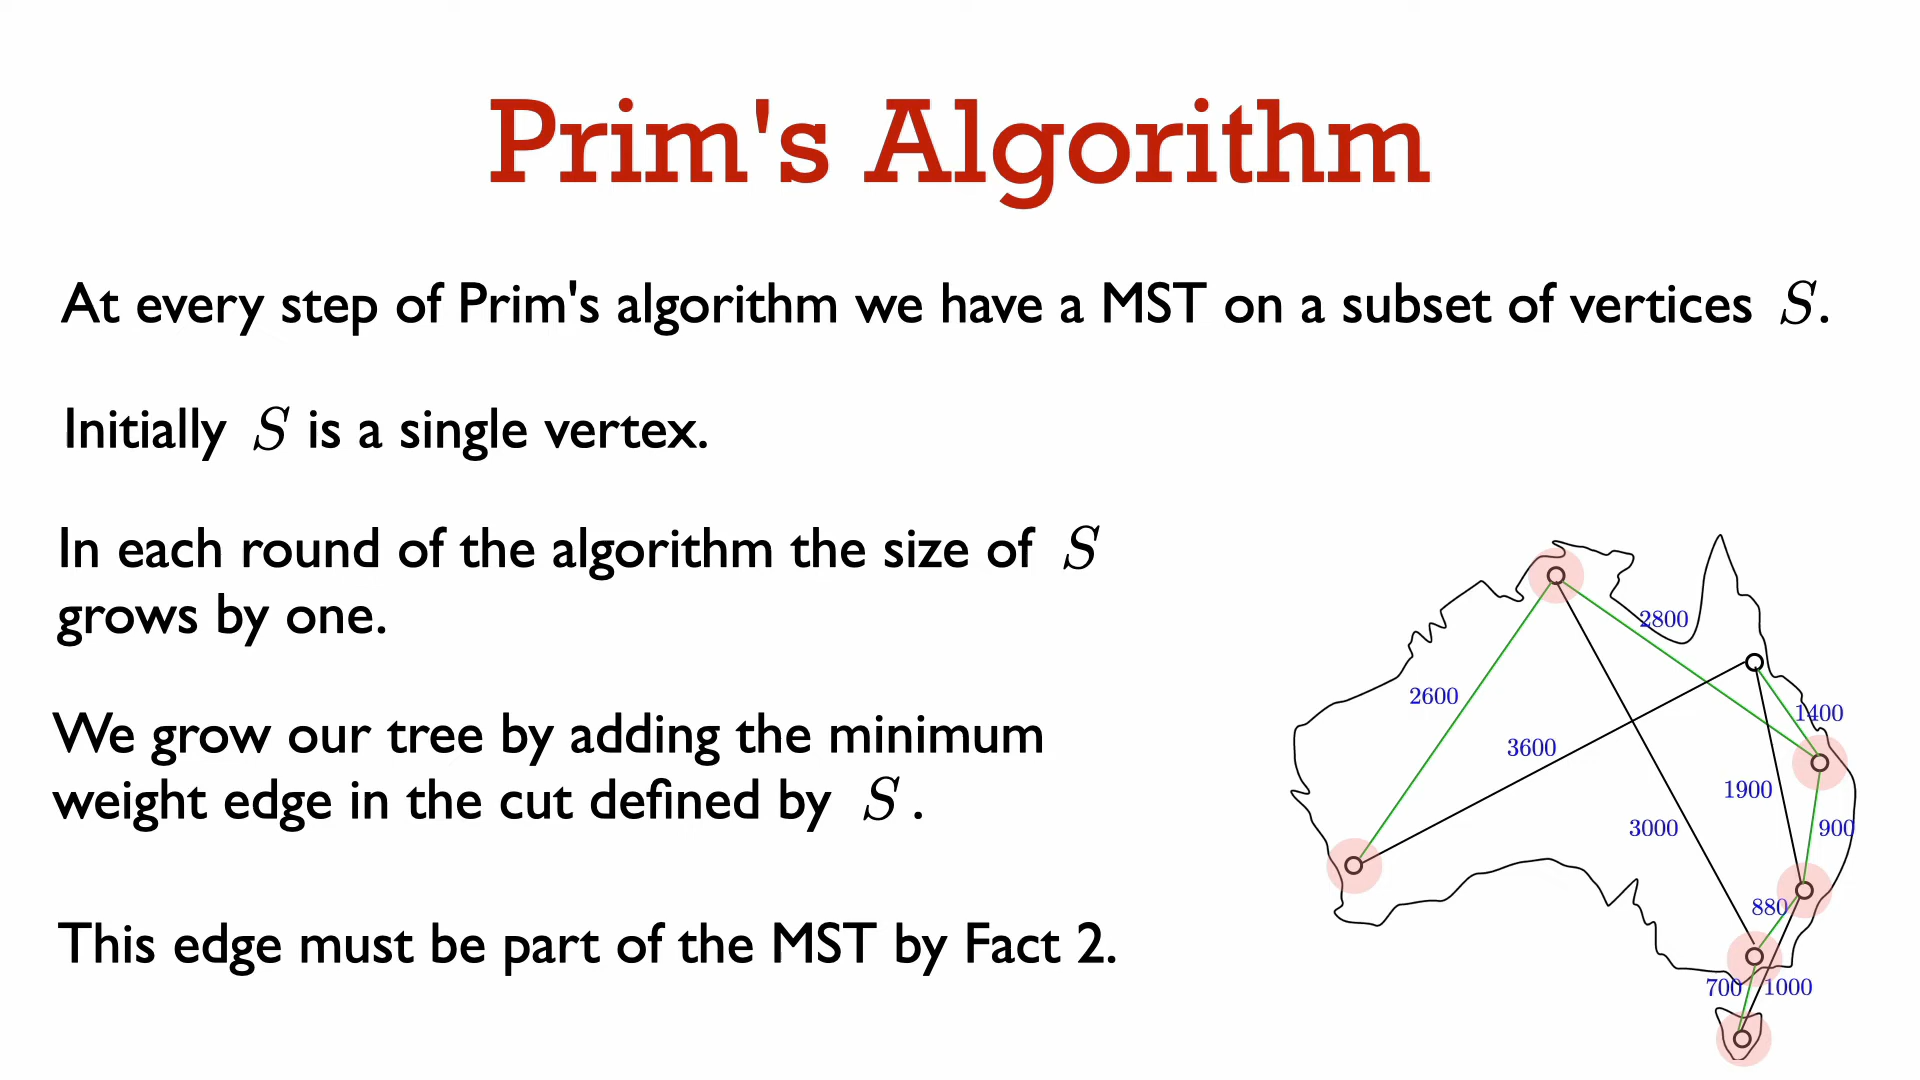 Prim's Algorithm
At every step of Prim's algorithm we have a MST on a subset of vertices S.
Initially S is a single vertex.
In each round of the algorithm the size of S
grows by one.
We grow our tree by adding the minimum
weight edge in the cut defined by S.
This edge must be part of the MST by Fact 2.
2800
2600
1400
3600
1900
3000
900
880
700
1000